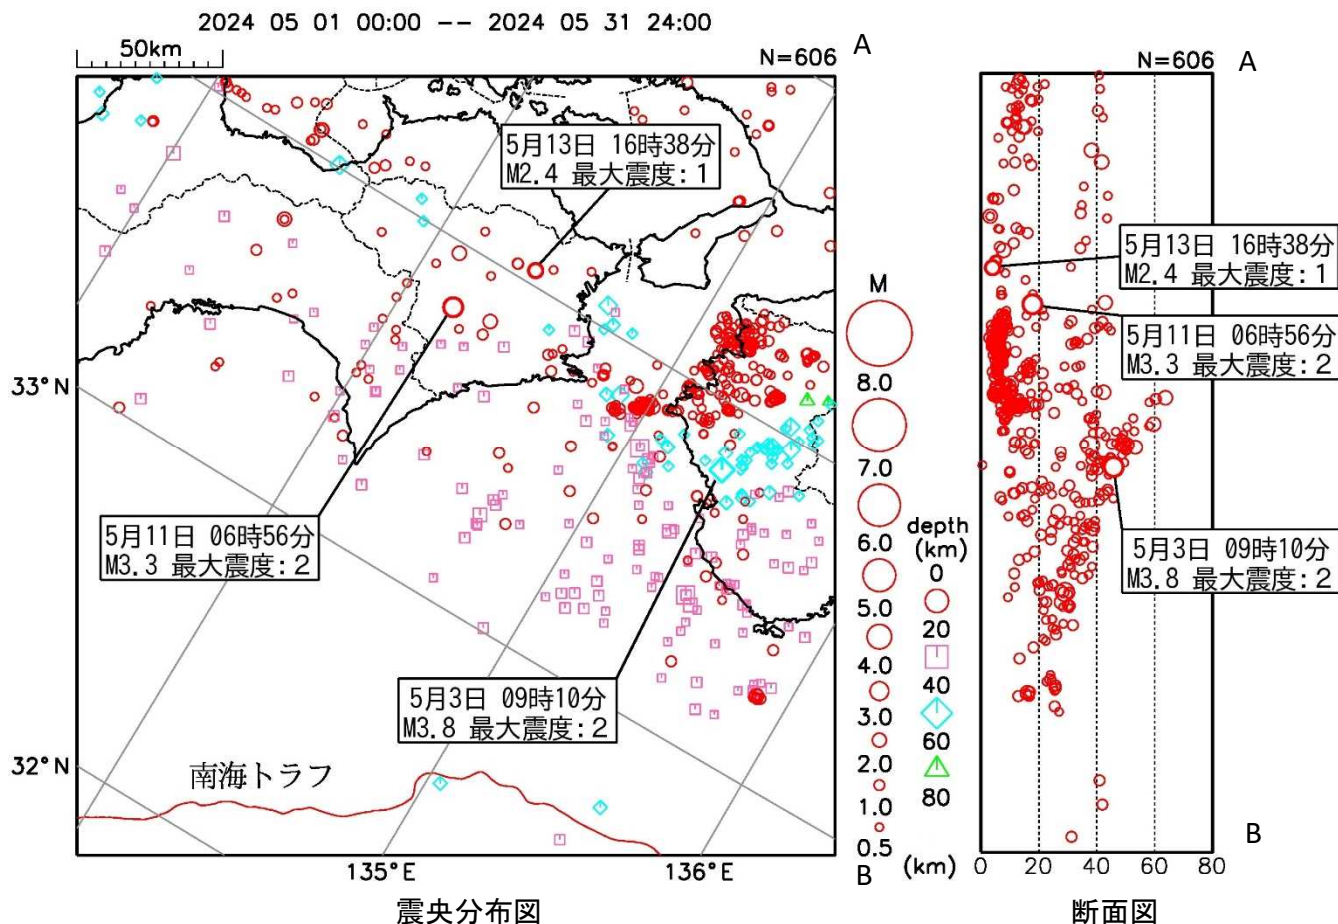 2024 05 01 00:00 -- 2024 05 31 24:00
50km
N=606
A
5月13日 16時38分
M2.4 最大震度:1
33°N
5月11日 06時56分
M3.3 最大震度:2
5月3日 09時10分
M3.8 最大震度:2
32°N
南海トラフ
135°E
136°E
B
震央分布図
M
8.0
7.0
6.0
5.0
4.0
3.0
2.0
1.0
0.5
depth
(km)
0
20
40
60
80
(km)
N=606
A
5月13日 16時38分
M2.4 最大震度:1
5月11日 06時56分
M3.3 最大震度:2
5月3日 09時10分
M3.8 最大震度:2
B
0 20 40 60 80
断面図